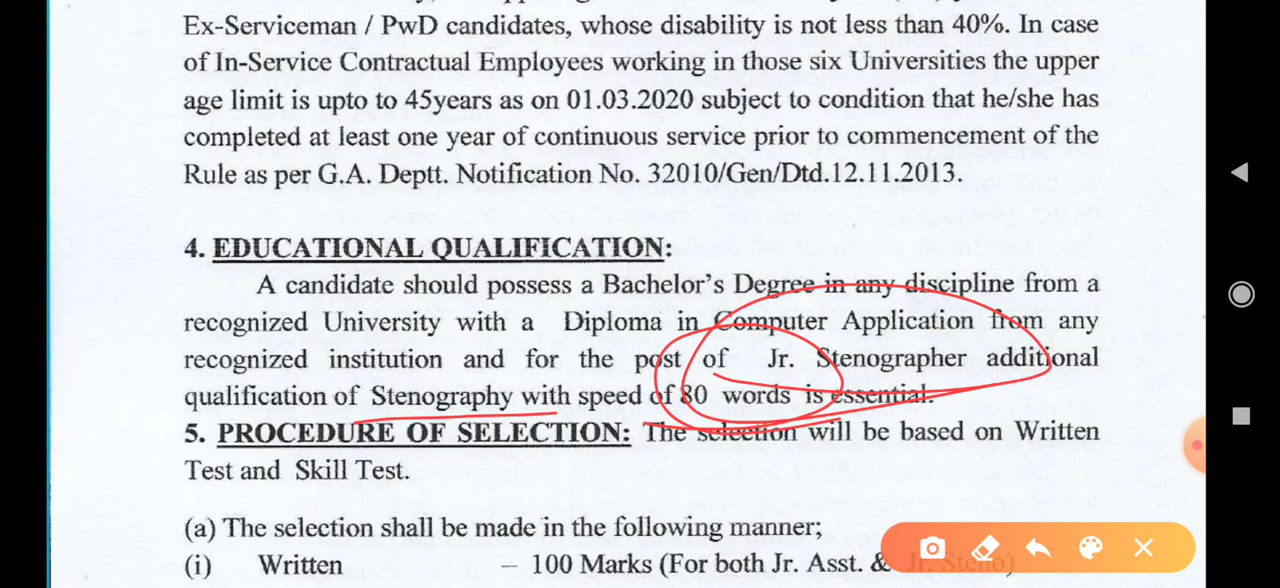 Ex-Serviceman / PwD candidates, whose disability is not less than 40%. In case
of In-Service Contractual Employees working in those six Universities the upper
age limit is upto to 45years as on 01.03.2020 subject to condition that he/she has
completed at least one year of continuous service prior to commencement of the
Rule as per G.A. Deptt. Notification No. 32010/Gen/Dtd.12.11.2013.
4. EDUCATIONAL QUALIFICATION:
A candidate should possess a Bachelor's Degree in any discipline from a
recognized University with a Diploma in Computer Application from any
recognized institution and for the post of Jr. Stenographer additional
qualification of Stenography with speed of 80 words is essential.
5. PROCEDURE OF SELECTION: The selection will be based on Written
Test and Skill Test.
(a) The selection shall be made in the following manner;
(i) Written – 100 Marks (For both Jr. Asst. & Jr. Steno)